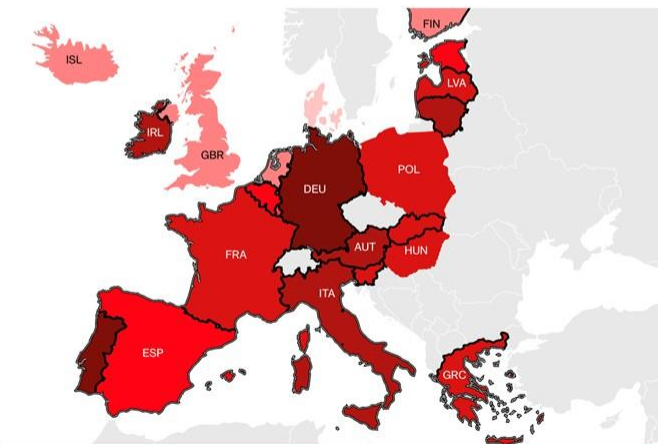 FIN
ISL
LVA
IRL
GBR
POL
DEU
AUT
HUN
FRA
ITA
ESP
GRC